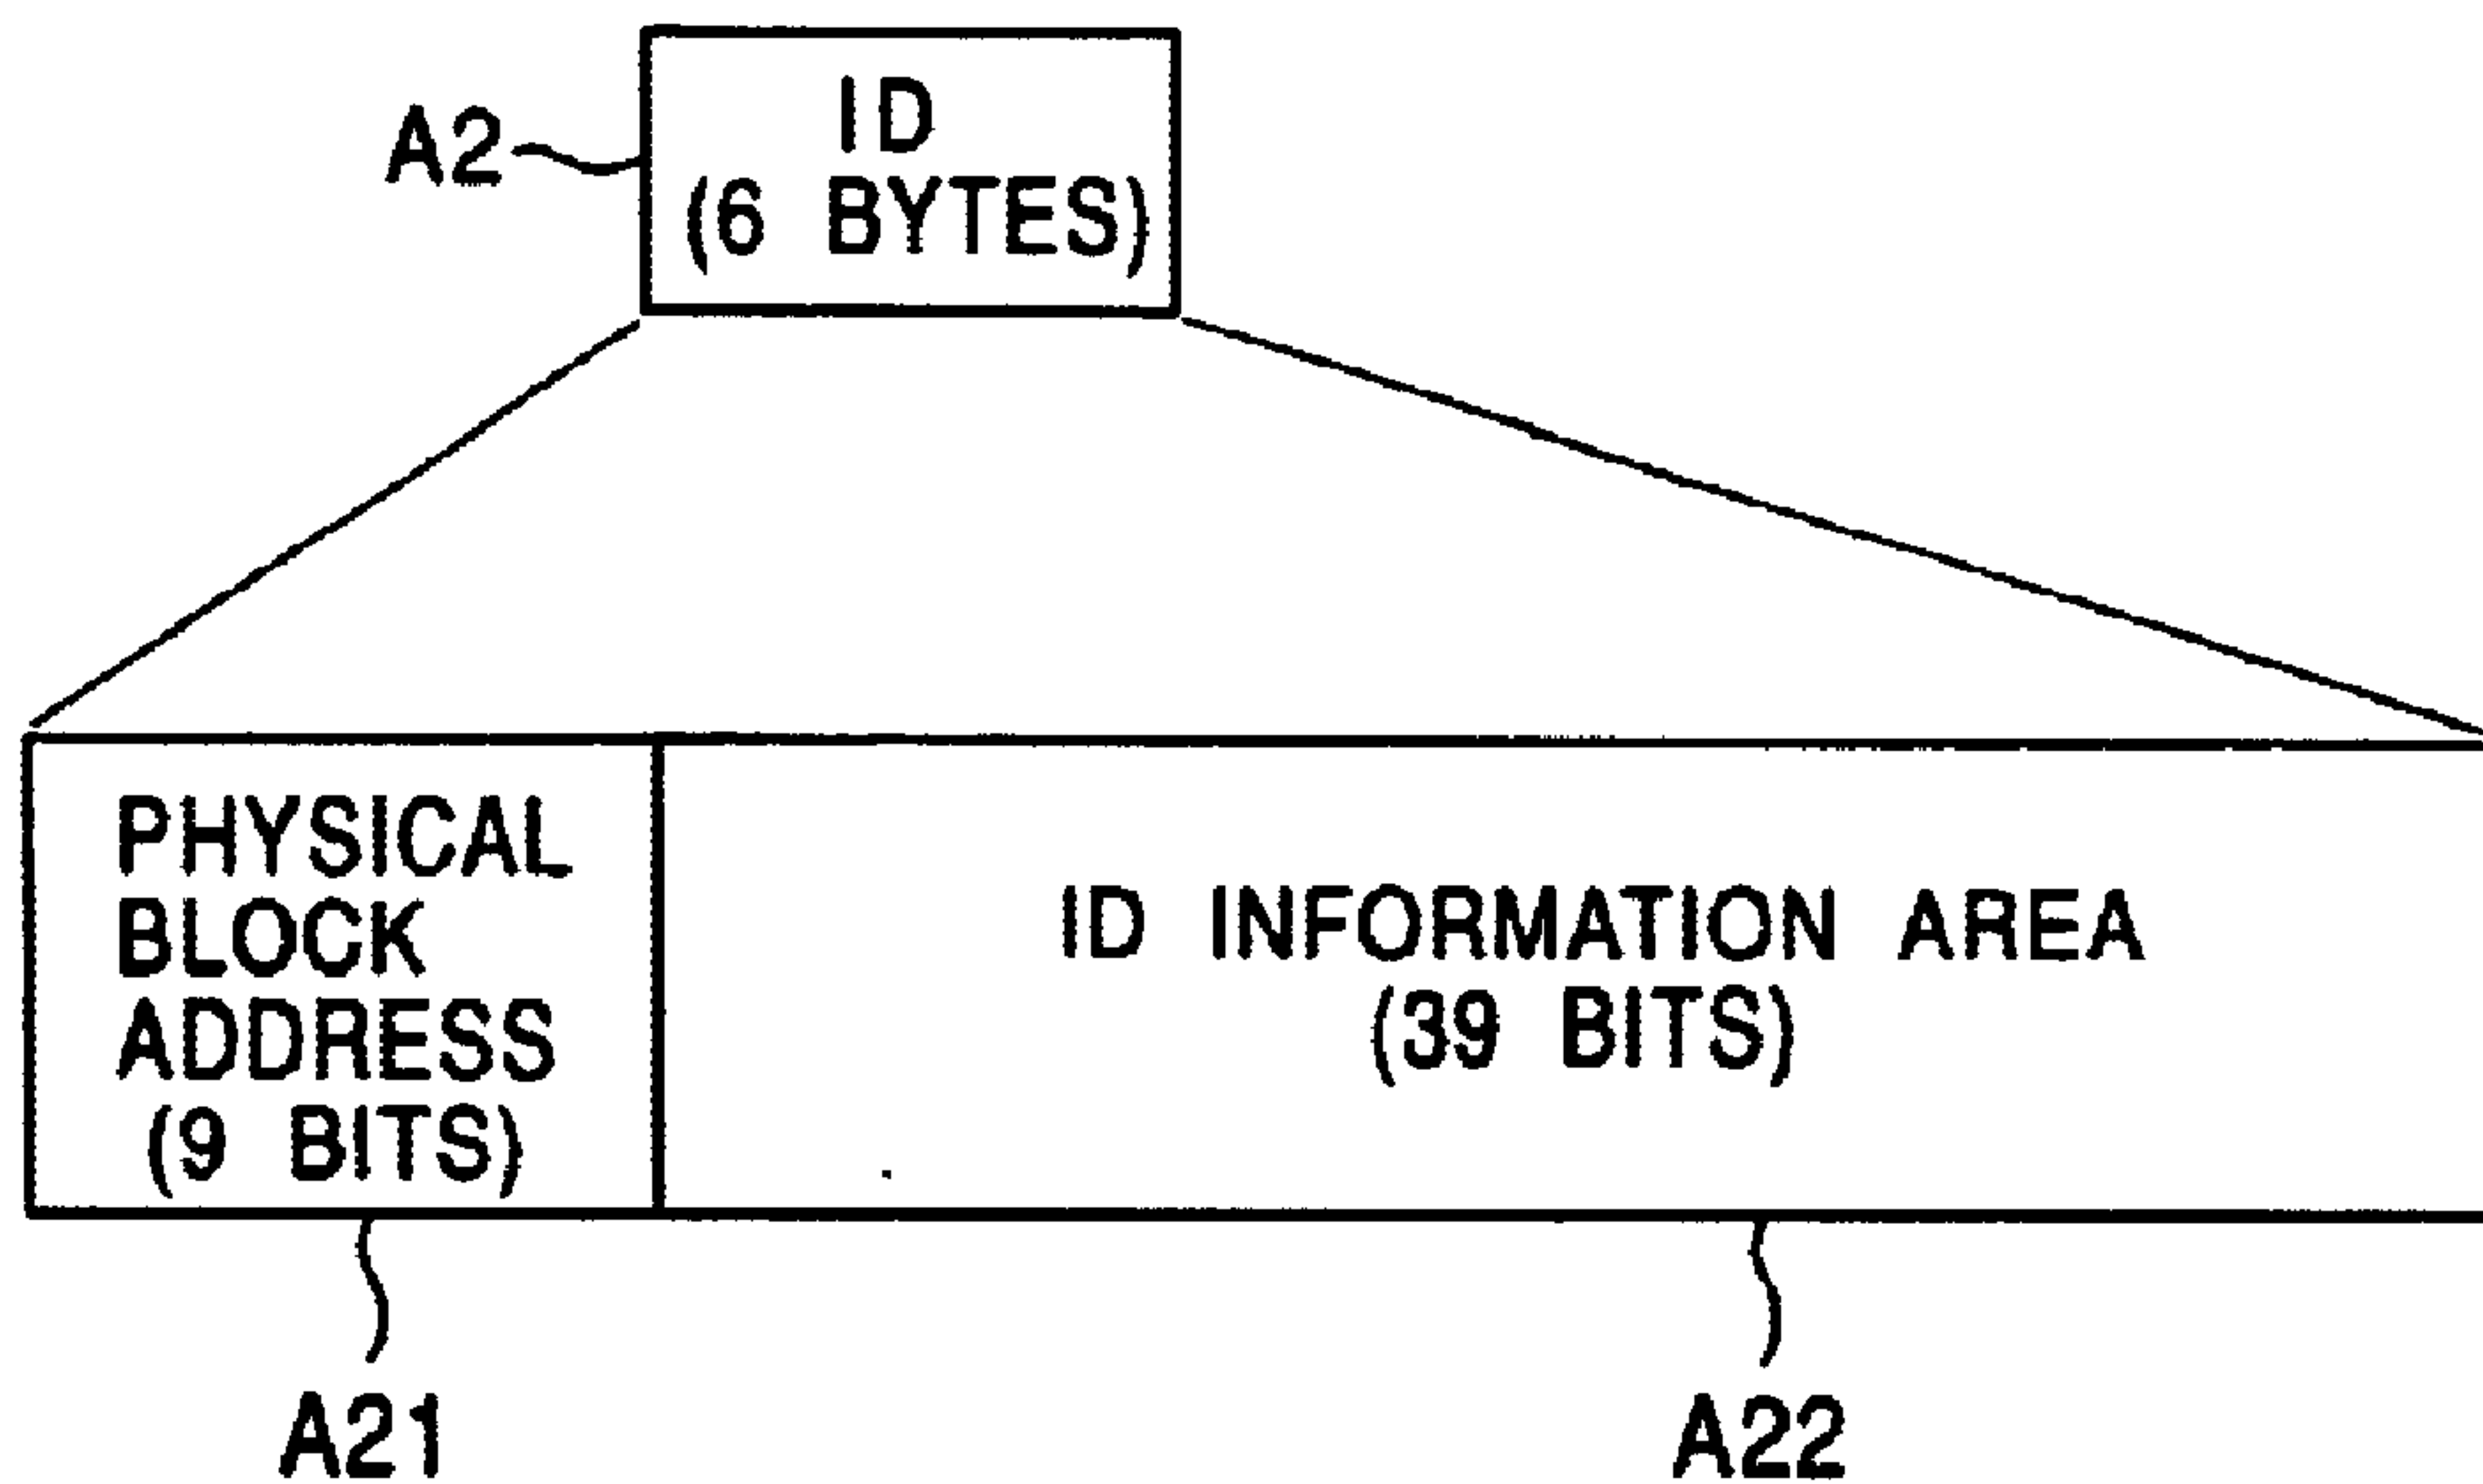 ID
A2
(6 BYTES)
PHYSICAL
BLOCK
ADDRESS
(9 BITS)
ID INFORMATION AREA
(39 BITS)
A21
A22